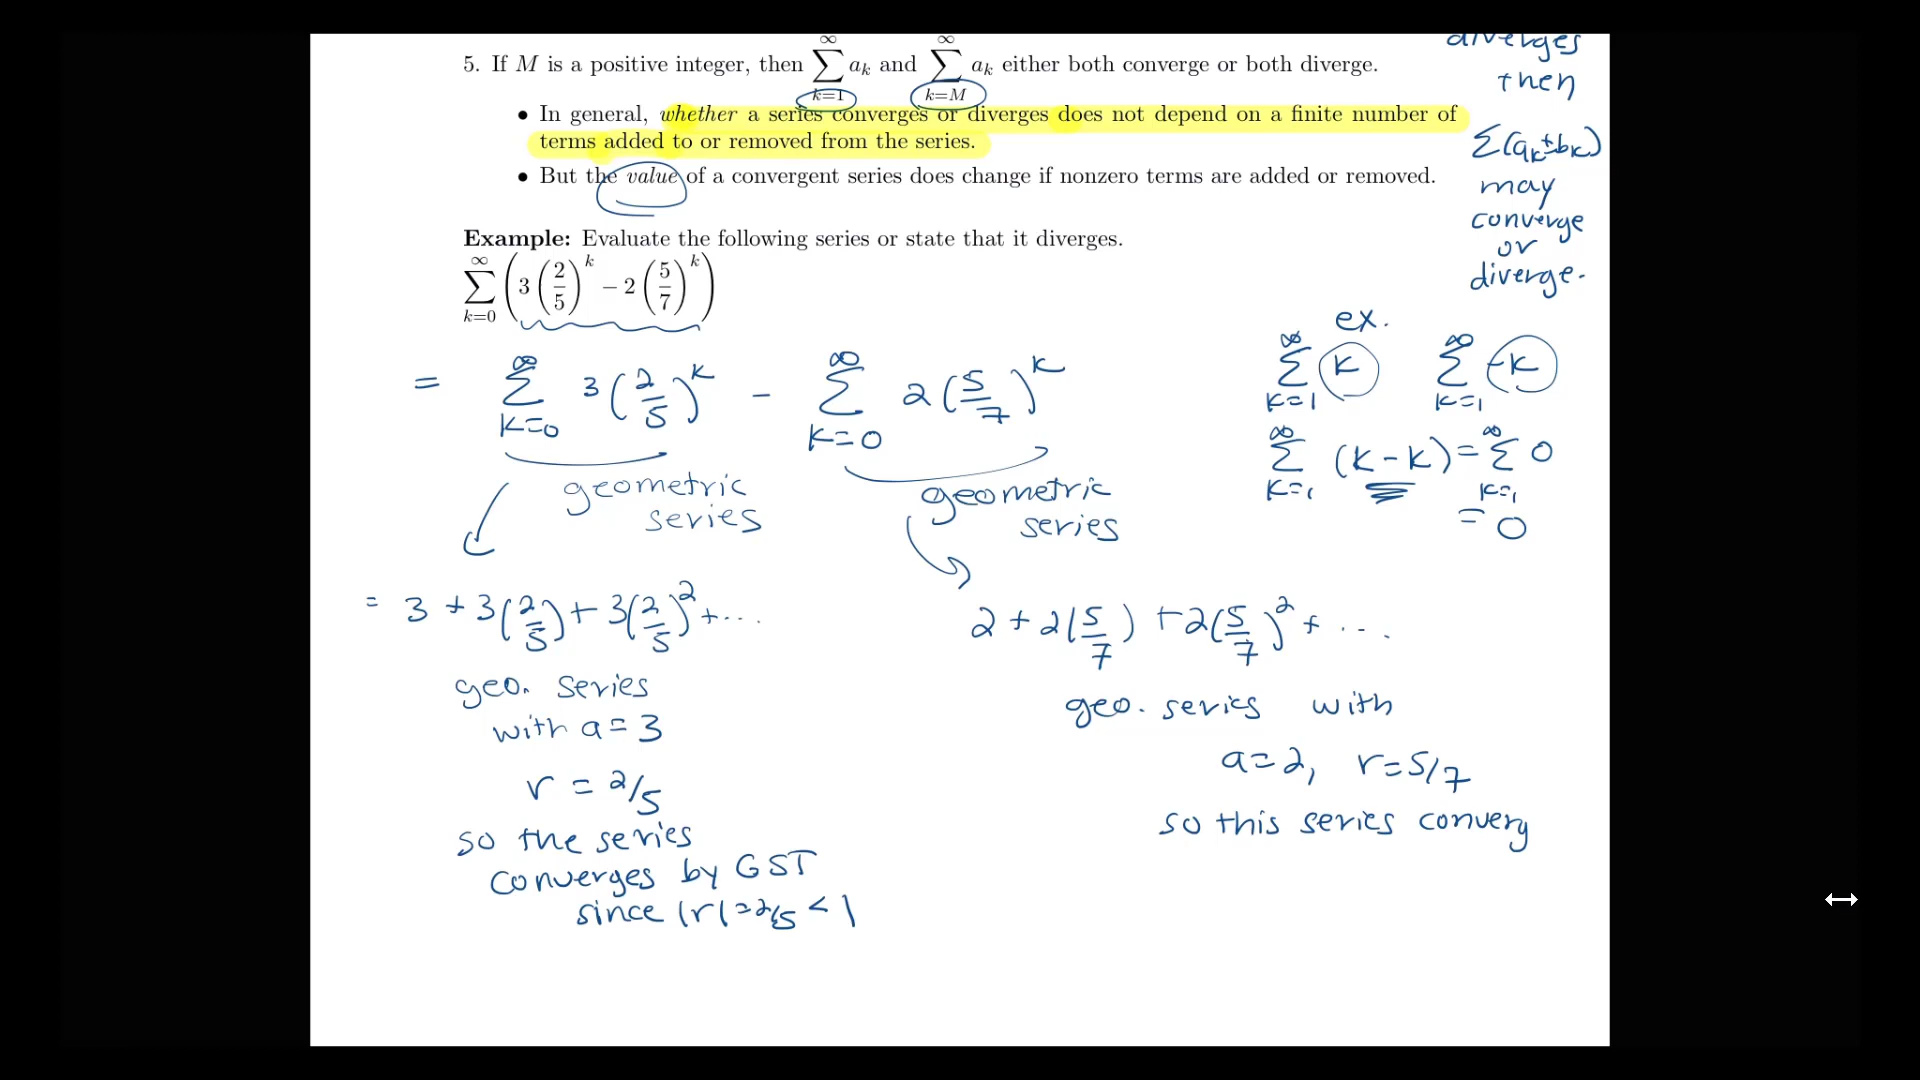 5. If M is a positive integer, then ∞∑k=1 a_k and ∞∑k=M a_k either both converge or both diverge.
• In general, whether a series converges or diverges does not depend on a finite number of
terms added to or removed from the series.
• But the value of a convergent series does change if nonzero terms are added or removed.
diverges
then
Σ(a_k±b_k)
may
converge
or
diverge.
Example: Evaluate the following series or state that it diverges.
∞∑k=0 (3(2/5)^k − 2(5/7)^k)
= ∞Σk=0 3(2/5)^k - ∞Σk=0 2(5/7)^k
geometric
series
geometric
series
ex.
∞Σk=1 k ∞Σk=1 -k
∞Σk=1 (k-k) = ∞Σk=1 0
= 0
= 3 + 3(2/5) + 3(2/5)^2 + ...
geo. series
with a = 3
r = 2/5
so the series
converges by GST
since |r| = 2/5 < 1
2 + 2(5/7) + 2(5/7)^2 + ...
geo. series with
a=2, r=5/7
so this series converg